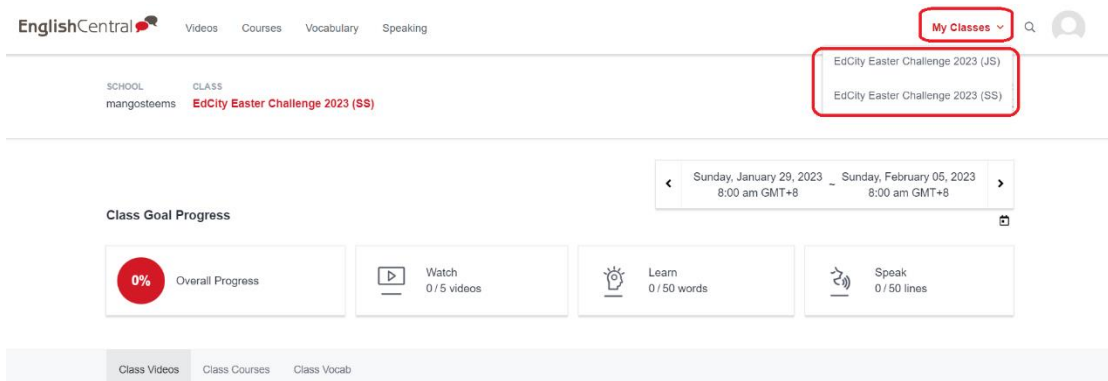 EnglishCentral Videos Courses Vocabulary Speaking My Classes
EdCity Easter Challenge 2023 (JS)
EdCity Easter Challenge 2023 (SS)
SCHOOL CLASS
mangosteems EdCity Easter Challenge 2023 (SS)
Sunday, January 29, 2023 ~ Sunday, February 05, 2023
8:00 am GMT+8 8:00 am GMT+8
Class Goal Progress
0% Overall Progress
Watch
0 / 5 videos
Learn
0 / 50 words
Speak
0 / 50 lines
Class Videos Class Courses Class Vocab